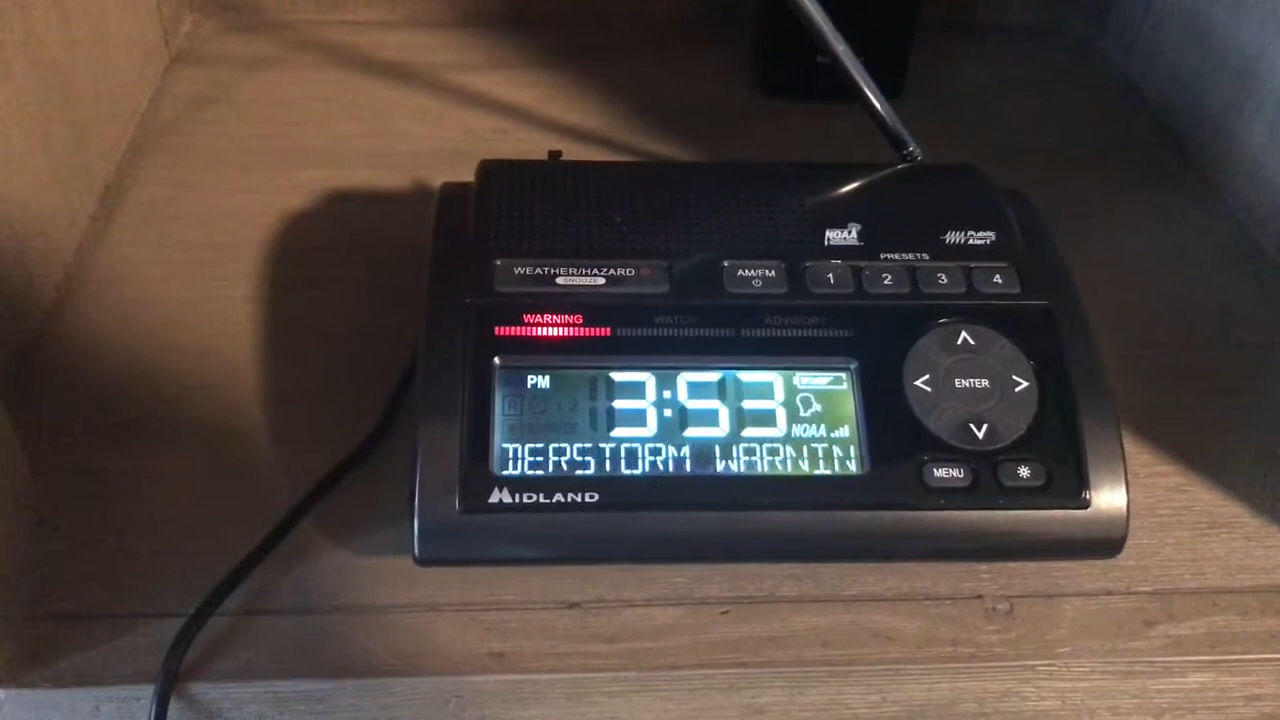 NOAA
Public Alert
PRESETS
WEATHER/HAZARD
SNOOZE
AM/FM
1 2 3 4
WARNING WATCH ADVISORY
PM 3:53
NOAA
DERSTORM WARNIN
< ENTER >
MENU
MIDLAND